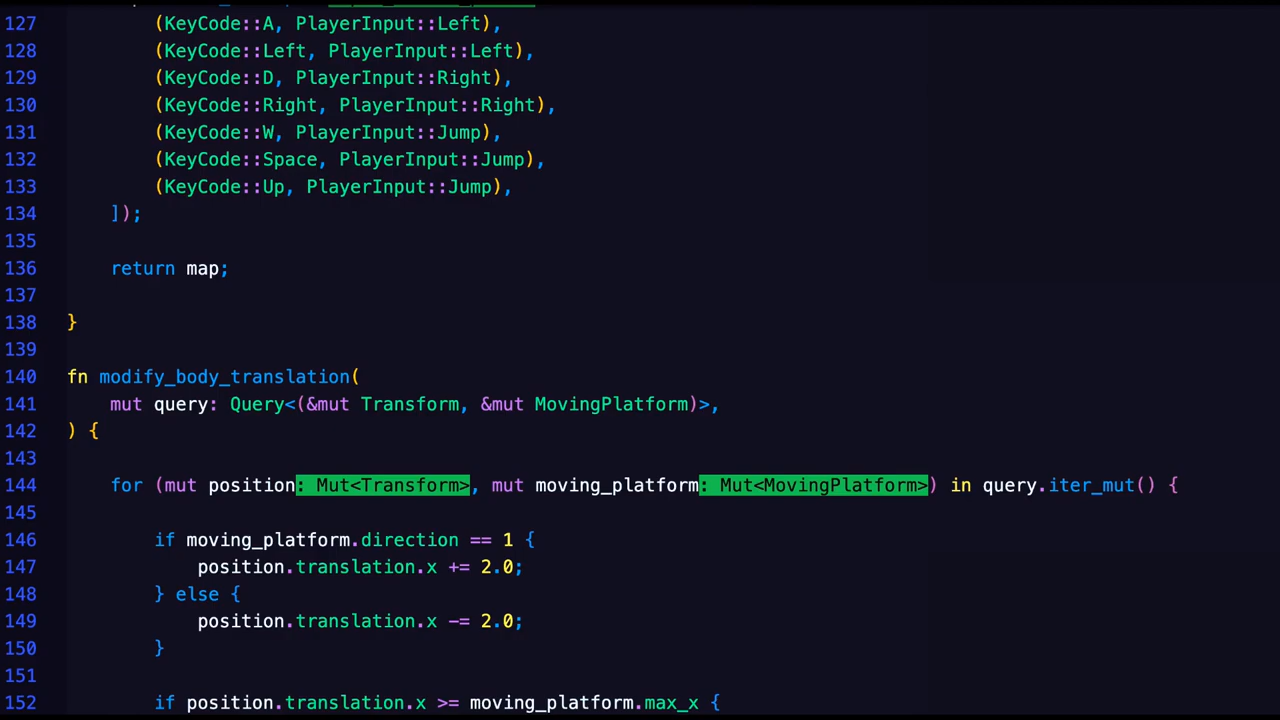 127 (KeyCode::A, PlayerInput::Left),
128 (KeyCode::Left, PlayerInput::Left),
129 (KeyCode::D, PlayerInput::Right),
130 (KeyCode::Right, PlayerInput::Right),
131 (KeyCode::W, PlayerInput::Jump),
132 (KeyCode::Space, PlayerInput::Jump),
133 (KeyCode::Up, PlayerInput::Jump),
134 ]);
135
136 return map;
137
138 }
139
140 fn modify_body_translation(
141 mut query: Query<(&mut Transform, &mut MovingPlatform)>,
142 ) {
143
144 for (mut position: Mut<Transform>, mut moving_platform: Mut<MovingPlatform>) in query.iter_mut() {
145
146 if moving_platform.direction == 1 {
147 position.translation.x += 2.0;
148 } else {
149 position.translation.x -= 2.0;
150 }
151
152 if position.translation.x >= moving_platform.max_x {